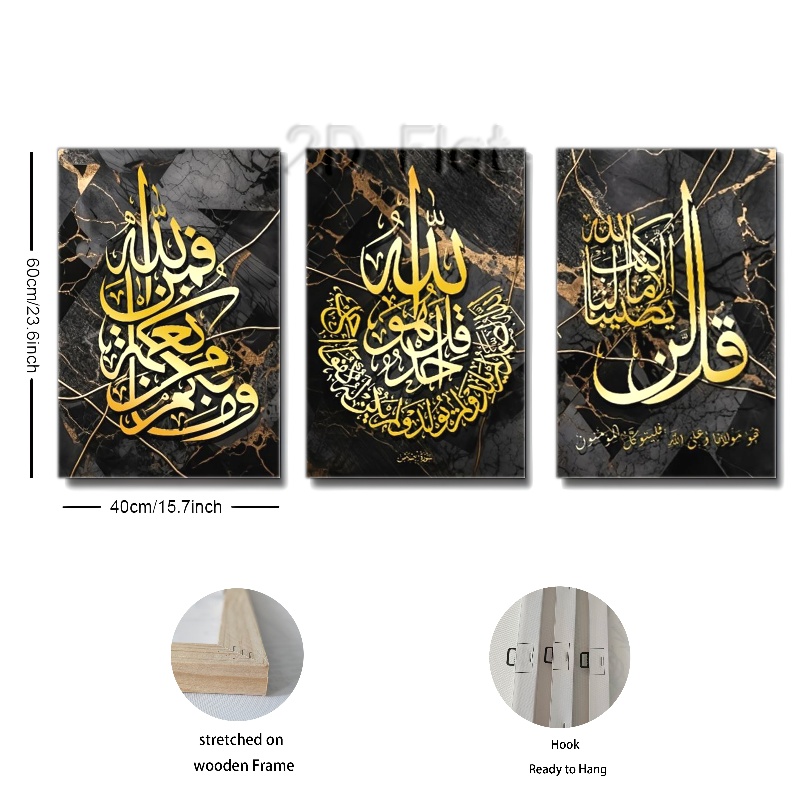 2D Flat
60cm/23.6inch
وما بكم من نعمة فمن الله
الله
قل هو
أحد
قل لن
يصيبنا
إلا ما
كتب
الله
لنا
هو مولانا وعلى الله فليتوكل المؤمنون
40cm/15.7inch
stretched on
wooden Frame
Hook
Ready to Hang